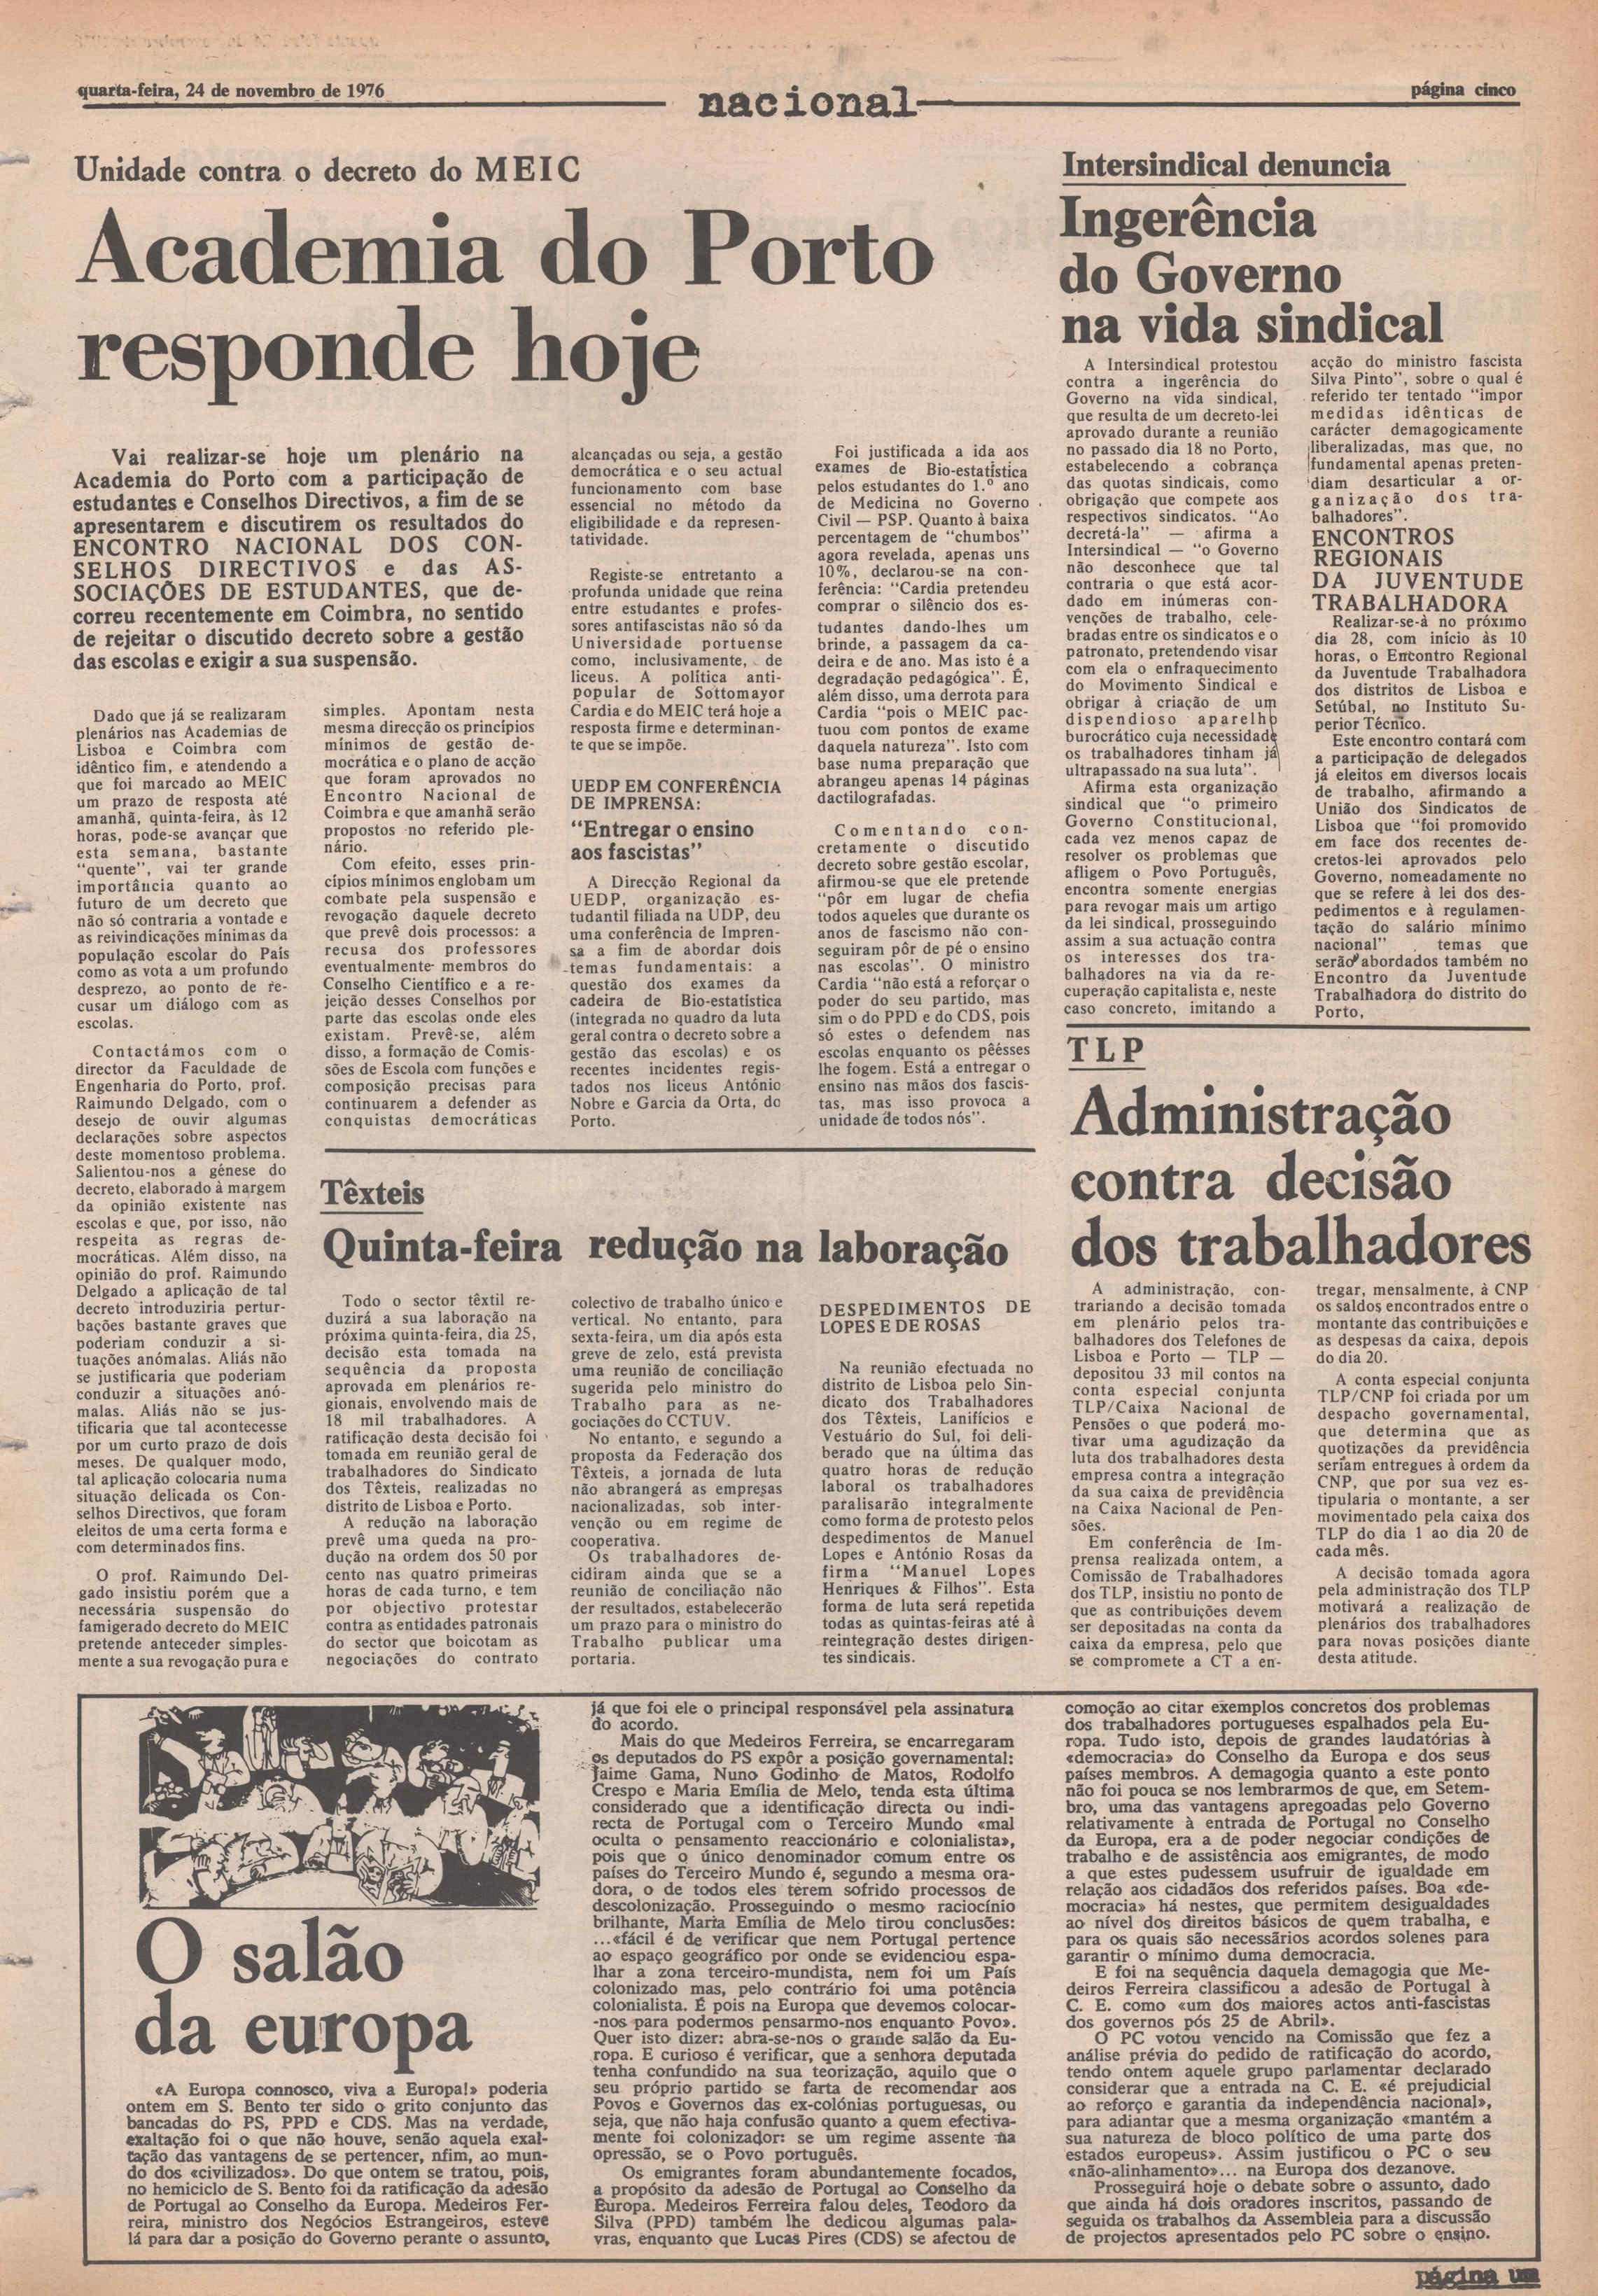 quarta-feira, 24 de novembro de 1976
nacional
página cinco
Unidade contra o decreto do MEIC
Academia do Porto
responde hoje
Vai realizar-se hoje um plenário na
Academia do Porto com a participação de
estudantes e Conselhos Directivos, a fim de se
apresentarem e discutirem os resultados do
ENCONTRO NACIONAL DOS CON-
SELHOS DIRECTIVOS e das AS-
SOCIAÇÕES DE ESTUDANTES, que de-
correu recentemente em Coimbra, no sentido
de rejeitar o discutido decreto sobre a gestão
das escolas e exigir a sua suspensão.
Dado que já se realizaram
plenários nas Academias de
Lisboa e Coimbra com
idêntico fim, e atendendo a
que foi marcado ao MEIC
um prazo de resposta até
amanhã, quinta-feira, às 12
horas, pode-se avançar que
esta semana, bastante
"quente", vai ter grande
importância quanto ao
futuro de um decreto que
não só contraria a vontade e
as reivindicações mínimas da
população escolar do País
como as vota a um profundo
desprezo, ao ponto de re-
cusar um diálogo com as
escolas.
Contactámos com o
director da Faculdade de
Engenharia do Porto, prof.
Raimundo Delgado, com o
desejo de ouvir algumas
declarações sobre aspectos
deste momentoso problema.
Salientou-nos a génese do
decreto, elaborado à margem
da opinião existente nas
escolas e que, por isso, não
respeita as regras de-
mocráticas. Além disso, na
opinião do prof. Raimundo
Delgado a aplicação de tal
decreto introduziria pertur-
bações bastante graves que
poderiam conduzir a si-
tuações anómalas. Aliás não
se justificaria que poderiam
conduzir a situações anó-
malas. Aliás não se jus-
tificaria que tal acontecesse
por um curto prazo de dois
meses. De qualquer modo,
tal aplicação colocaria numa
situação delicada os Con-
selhos Directivos, que foram
eleitos de uma certa forma e
com determinados fins.
O prof. Raimundo Del-
gado insistiu porém que a
necessária suspensão do
famigerado decreto do MEIC
pretende anteceder simples-
mente a sua revogação pura e
simples. Apontam nesta
mesma direcção os princípios
mínimos de gestão de-
mocrática e o plano de acção
que foram aprovados no
Encontro Nacional de
Coimbra e que amanhã serão
propostos no referido ple-
nário.
Com efeito, esses prin-
cípios mínimos englobam um
combate pela suspensão e
revogação daquele decreto
que prevê dois processos: a
recusa dos professores
eventualmente membros do
Conselho Científico e a re-
jeição desses Conselhos por
parte das escolas onde eles
existam. Prevê-se, além
disso, a formação de Comis-
sões de Escola com funções e
composição precisas para
continuarem a defender as
conquistas democráticas
alcançadas ou seja, a gestão
democrática e o seu actual
funcionamento com base
essencial no método da
eligibilidade e da represen-
tatividade.
Registe-se entretanto a
profunda unidade que reina
entre estudantes e profes-
sores antifascistas não só da
Universidade portuense
como, inclusivamente, de
liceus. A política anti-
popular de Sottomayor
Cardia e do MEIC terá hoje a
resposta firme e determinan-
te que se impõe.
UEDP EM CONFERÊNCIA
DE IMPRENSA:
"Entregar o ensino
aos fascistas"
A Direcção Regional da
UEDP, organização es-
tudantil filiada na UDP, deu
uma conferência de Impren-
sa a fim de abordar dois
temas fundamentais: a
questão dos exames da
cadeira de Bio-estatística
(integrada no quadro da luta
geral contra o decreto sobre a
gestão das escolas) e os
recentes incidentes regis-
tados nos liceus António
Nobre e Garcia da Orta, do
Porto.
Foi justificada a ida aos
exames de Bio-estatística
pelos estudantes do 1.º ano
de Medicina no Governo
Civil — PSP. Quanto à baixa
percentagem de "chumbos"
agora revelada, apenas uns
10%, declarou-se na con-
ferência: "Cardia pretendeu
comprar o silêncio dos es-
tudantes dando-lhes um
brinde, a passagem da ca-
deira e de ano. Mas isto é a
degradação pedagógica". É,
além disso, uma derrota para
Cardia "pois o MEIC pac-
tuou com pontos de exame
daquela natureza". Isto com
base numa preparação que
abrangeu apenas 14 páginas
dactilografadas.
Comentando con-
cretamente o discutido
decreto sobre gestão escolar,
afirmou-se que ele pretende
"pôr em lugar de chefia
todos aqueles que durante os
anos de fascismo não con-
seguiram pôr de pé o ensino
nas escolas". O ministro
Cardia "não está a reforçar o
poder do seu partido, mas
sim o do PPD e do CDS, pois
só estes o defendem nas
escolas enquanto os pêésses
lhe fogem. Está a entregar o
ensino nas mãos dos fascis-
tas, mas isso provoca a
unidade de todos nós".
Intersindical denuncia
Ingerência
do Governo
na vida sindical
A Intersindical protestou
contra a ingerência do
Governo na vida sindical,
que resulta de um decreto-lei
aprovado durante a reunião
no passado dia 18 no Porto,
estabelecendo a cobrança
das quotas sindicais, como
obrigação que compete aos
respectivos sindicatos. "Ao
decretá-la" — afirma a
Intersindical — "o Governo
não desconhece que tal
contraria o que está acor-
dado em inúmeras con-
venções de trabalho, cele-
bradas entre os sindicatos e o
patronato, pretendendo visar
com ela o enfraquecimento
do Movimento Sindical e
obrigar à criação de um
dispendioso aparelho
burocrático cuja necessidade
os trabalhadores tinham já
ultrapassado na sua luta".
Afirma esta organização
sindical que "o primeiro
Governo Constitucional,
cada vez menos capaz de
resolver os problemas que
afligem o Povo Português,
encontra somente energias
para revogar mais um artigo
da lei sindical, prosseguindo
assim a sua actuação contra
os interesses dos tra-
balhadores na via da re-
cuperação capitalista e, neste
caso concreto, imitando a
acção do ministro fascista
Silva Pinto", sobre o qual é
referido ter tentado "impor
medidas idênticas de
carácter demagogicamente
liberalizadas, mas que, no
fundamental apenas preten-
diam desarticular a or-
ganização dos tra-
balhadores".
ENCONTROS
REGIONAIS
DA JUVENTUDE
TRABALHADORA
Realizar-se-à no próximo
dia 28, com início às 10
horas, o Encontro Regional
da Juventude Trabalhadora
dos distritos de Lisboa e
Setúbal, no Instituto Su-
perior Técnico.
Este encontro contará com
a participação de delegados
já eleitos em diversos locais
de trabalho, afirmando a
União dos Sindicatos de
Lisboa que "foi promovido
em face dos recentes de-
cretos-lei aprovados pelo
Governo, nomeadamente no
que se refere à lei dos des-
pedimentos e à regulamen-
tação do salário mínimo
nacional" temas que
serão abordados também no
Encontro da Juventude
Trabalhadora do distrito do
Porto,
TLP
Administração
contra decisão
dos trabalhadores
A administração, con-
trariando a decisão tomada
em plenário pelos tra-
balhadores dos Telefones de
Lisboa e Porto — TLP —
depositou 33 mil contos na
conta especial conjunta
TLP/Caixa Nacional de
Pensões o que poderá mo-
tivar uma agudização da
luta dos trabalhadores desta
empresa contra a integração
da sua caixa de previdência
na Caixa Nacional de Pen-
sões.
Em conferência de Im-
prensa realizada ontem, a
Comissão de Trabalhadores
dos TLP, insistiu no ponto de
que as contribuições devem
ser depositadas na conta da
caixa da empresa, pelo que
se compromete a CT a en-
tregar, mensalmente, à CNP
os saldos encontrados entre o
montante das contribuições e
as despesas da caixa, depois
do dia 20.
A conta especial conjunta
TLP/CNP foi criada por um
despacho governamental,
que determina que as
quotizações da previdência
seriam entregues à ordem da
CNP, que por sua vez es-
tipularia o montante, a ser
movimentado pela caixa dos
TLP do dia 1 ao dia 20 de
cada mês.
A decisão tomada agora
pela administração dos TLP
motivará a realização de
plenários dos trabalhadores
para novas posições diante
desta atitude.
Têxteis
Quinta-feira redução na laboração
Todo o sector têxtil re-
duzirá a sua laboração na
próxima quinta-feira, dia 25,
decisão esta tomada na
sequência da proposta
aprovada em plenários re-
gionais, envolvendo mais de
18 mil trabalhadores. A
ratificação desta decisão foi
tomada em reunião geral de
trabalhadores do Sindicato
dos Têxteis, realizadas no
distrito de Lisboa e Porto.
A redução na laboração
prevê uma queda na pro-
dução na ordem dos 50 por
cento nas quatro primeiras
horas de cada turno, e tem
por objectivo protestar
contra as entidades patronais
do sector que boicotam as
negociações do contrato
colectivo de trabalho único e
vertical. No entanto, para
sexta-feira, um dia após esta
greve de zelo, está prevista
uma reunião de conciliação
sugerida pelo ministro do
Trabalho para as ne-
gociações do CCTUV.
No entanto, e segundo a
proposta da Federação dos
Têxteis, a jornada de luta
não abrangerá as empresas
nacionalizadas, sob inter-
venção ou em regime de
cooperativa.
Os trabalhadores de-
cidiram ainda que se a
reunião de conciliação não
der resultados, estabelecerão
um prazo para o ministro do
Trabalho publicar uma
portaria.
DESPEDIMENTOS DE
LOPES E DE ROSAS
Na reunião efectuada no
distrito de Lisboa pelo Sin-
dicato dos Trabalhadores
dos Têxteis, Lanifícios e
Vestuário do Sul, foi deli-
berado que na última das
quatro horas de redução
laboral os trabalhadores
paralisarão integralmente
como forma de protesto pelos
despedimentos de Manuel
Lopes e António Rosas da
firma "Manuel Lopes
Henriques & Filhos". Esta
forma de luta será repetida
todas as quintas-feiras até à
reintegração destes dirigen-
tes sindicais.
O salão
da europa
«A Europa connosco, viva a Europa!» poderia
ontem em S. Bento ter sido o grito conjunto das
bancadas do PS, PPD e CDS. Mas na verdade,
exaltação foi o que não houve, senão aquela exal-
tação das vantagens de se pertencer, nfim, ao mun-
do dos «civilizados». Do que ontem se tratou, pois,
no hemiciclo de S. Bento foi da ratificação da adesão
de Portugal ao Conselho da Europa. Medeiros Fer-
reira, ministro dos Negócios Estrangeiros, esteve
lá para dar a posição do Governo perante o assunto,
já que foi ele o principal responsável pela assinatura
do acordo.
Mais do que Medeiros Ferreira, se encarregaram
os deputados do PS expôr a posição governamental:
Jaime Gama, Nuno Godinho de Matos, Rodolfo
Crespo e Maria Emília de Melo, tenda esta última
considerado que a identificação directa ou indi-
recta de Portugal com o Terceiro Mundo «mal
oculta o pensamento reaccionário e colonialista»,
pois que o único denominador comum entre os
países do Terceiro Mundo é, segundo a mesma ora-
dora, o de todos eles terem sofrido processos de
descolonização. Prosseguindo o mesmo raciocínio
brilhante, Maria Emília de Melo tirou conclusões:
...«fácil é de verificar que nem Portugal pertence
ao espaço geográfico por onde se evidenciou espa-
lhar a zona terceiro-mundista, nem foi um País
colonizado mas, pelo contrário foi uma potência
colonialista. É pois na Europa que devemos colocar-
-nos para podermos pensarmo-nos enquanto Povo».
Quer isto dizer: abra-se-nos o grande salão da Eu-
ropa. E curioso é verificar, que a senhora deputada
tenha confundido na sua teorização, aquilo que o
seu próprio partido se farta de recomendar aos
Povos e Governos das ex-colónias portuguesas, ou
seja, que não haja confusão quanto a quem efectiva-
mente foi colonizador: se um regime assente na
opressão, se o Povo português.
Os emigrantes foram abundantemente focados,
a propósito da adesão de Portugal ao Conselho da
Europa. Medeiros Ferreira falou deles, Teodoro da
Silva (PPD) também lhe dedicou algumas pala-
vras, enquanto que Lucas Pires (CDS) se afectou de
comoção ao citar exemplos concretos dos problemas
dos trabalhadores portugueses espalhados pela Eu-
ropa. Tudo isto, depois de grandes laudatórias à
«democracia» do Conselho da Europa e dos seus
países membros. A demagogia quanto a este ponto
não foi pouca se nos lembrarmos de que, em Setem-
bro, uma das vantagens apregoadas pelo Governo
relativamente à entrada de Portugal no Conselho
da Europa, era a de poder negociar condições de
trabalho e de assistência aos emigrantes, de modo
a que estes pudessem usufruir de igualdade em
relação aos cidadãos dos referidos países. Boa «de-
mocracia» há nestes, que permitem desigualdades
ao nível dos direitos básicos de quem trabalha, e
para os quais são necessários acordos solenes para
garantir o mínimo duma democracia.
E foi na sequência daquela demagogia que Me-
deiros Ferreira classificou a adesão de Portugal à
C. E. como «um dos maiores actos anti-fascistas
dos governos pós 25 de Abril».
O PC votou vencido na Comissão que fez a
análise prévia do pedido de ratificação do acordo,
tendo ontem aquele grupo parlamentar declarado
considerar que a entrada na C. E. «é prejudicial
ao reforço e garantia da independência nacional»,
para adiantar que a mesma organização «mantém a
sua natureza de bloco político de uma parte dos
estados europeus». Assim justificou o PC o seu
«não-alinhamento»... na Europa dos dezanove.
Prosseguirá hoje o debate sobre o assunto, dado
que ainda há dois oradores inscritos, passando de
seguida os trabalhos da Assembleia para a discussão
de projectos apresentados pelo PC sobre o ensino.
página um